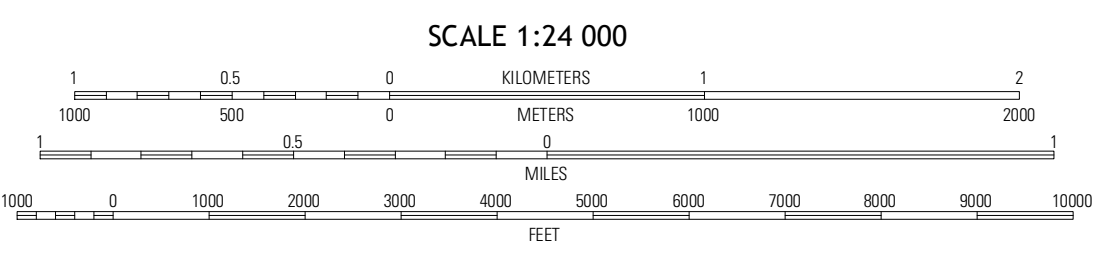 SCALE 1:24 000
1 0.5 0 KILOMETERS 1 2
1000 500 0 METERS 1000 2000
1 0.5 0 1
MILES
1000 0 1000 2000 3000 4000 5000 6000 7000 8000 9000 10000
FEET